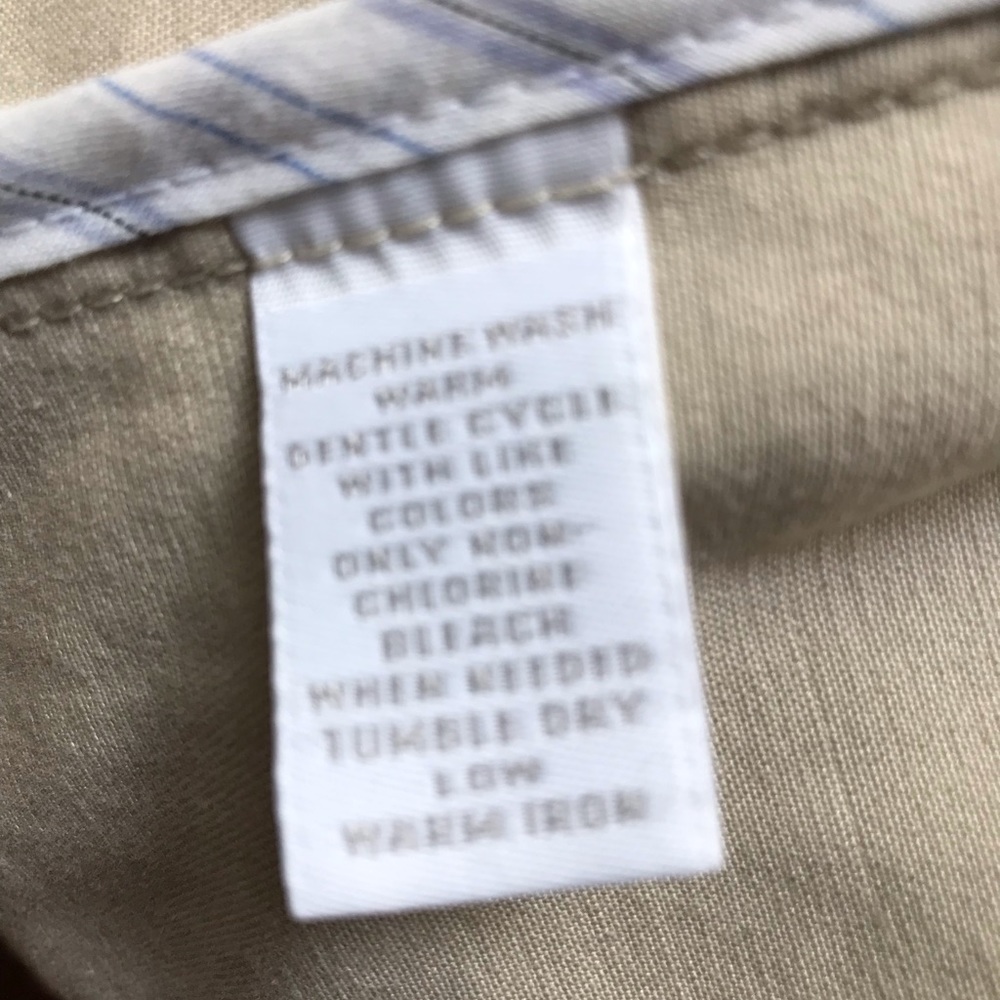 MACHINE WASH
WARM
GENTLE CYCLE
WITH LIKE
COLORS
ONLY NON-
CHLORINE
BLEACH
WHEN NEEDED
TUMBLE DRY
LOW
WARM IRON